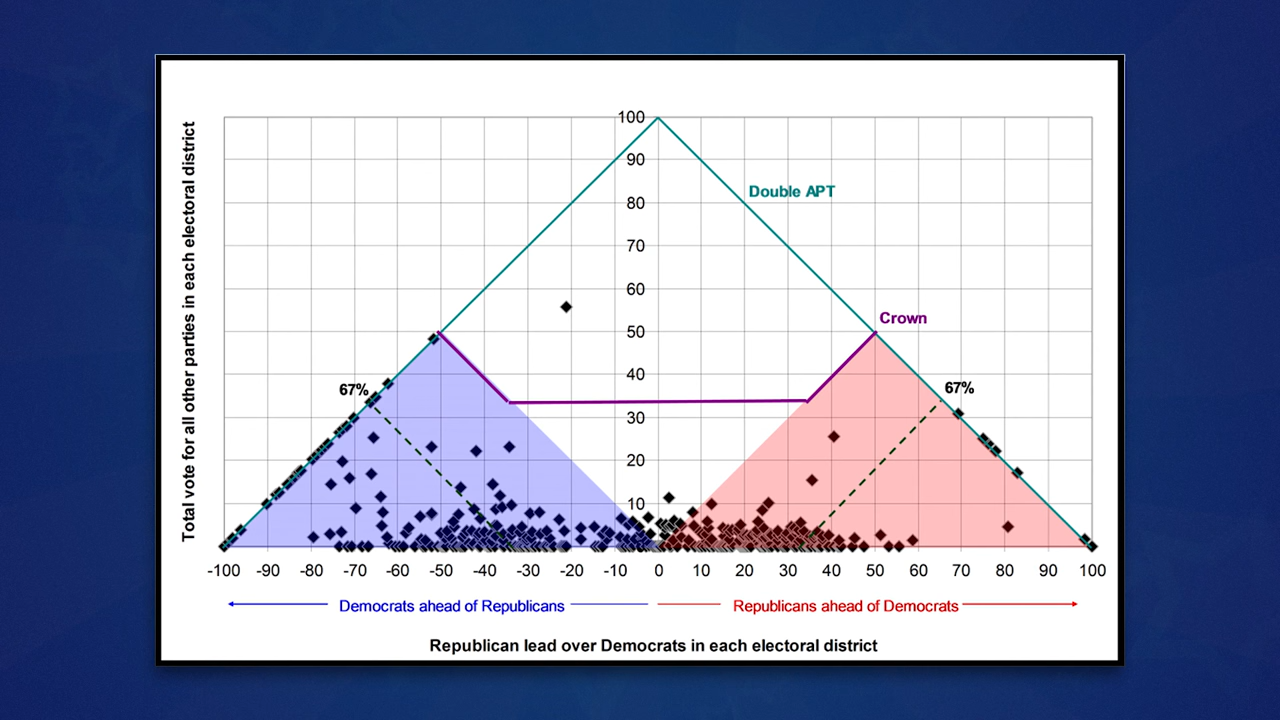 100
90
Double APT
80
70
60
Crown
50
67%
40
67%
30
20
10
-100 -90 -80 -70 -60 -50 -40 -30 -20 -10 0 10 20 30 40 50 60 70 80 90 100
Democrats ahead of Republicans
Republicans ahead of Democrats
Republican lead over Democrats in each electoral district
Total vote for all other parties in each electoral district